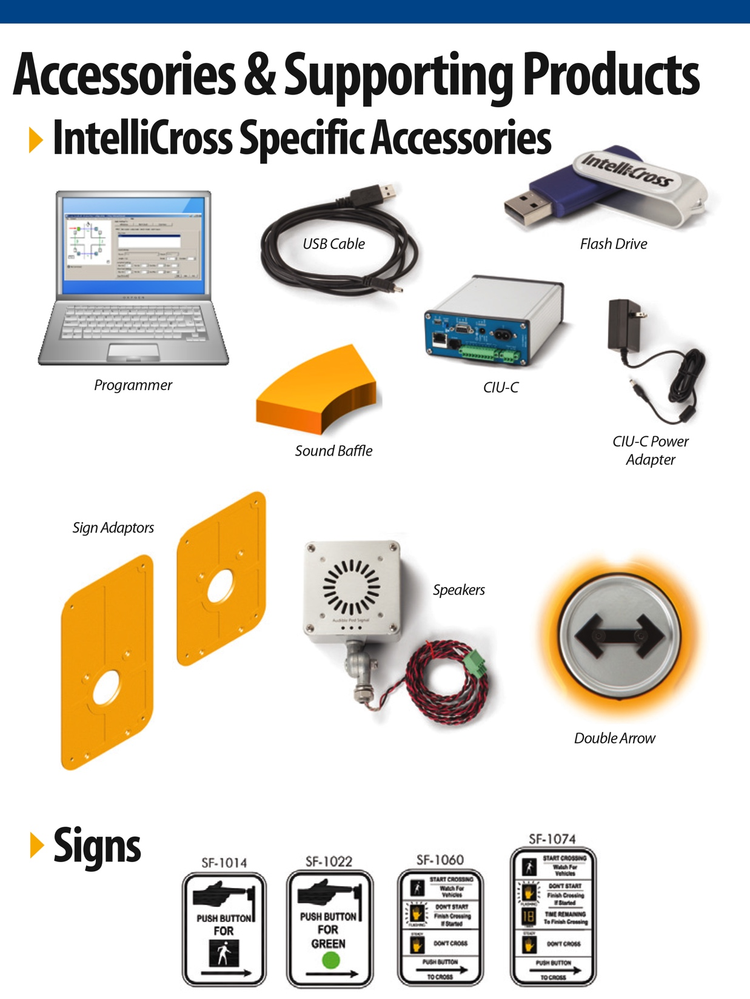 Accessories & Supporting Products
IntelliCross Specific Accessories
Intelli-Cross
USB Cable
Flash Drive
Programmer
CIU-C
Sound Baffle
CIU-C Power
Adapter
Sign Adaptors
Audible Ped Signal
Speakers
Double Arrow
Signs
SF-1014
PUSH BUTTON
FOR
SF-1022
PUSH BUTTON
FOR
GREEN
SF-1060
START CROSSING
Watch For
Vehicles
DON'T START
Finish Crossing
If Started
FLASHING
STEADY
DON'T CROSS
PUSH BUTTON
TO CROSS
SF-1074
START CROSSING
Watch For
Vehicles
DON'T START
Finish Crossing
If Started
FLASHING
18
TIME REMAINING
To Finish Crossing
TIMER
STEADY
DON'T CROSS
PUSH BUTTON
TO CROSS